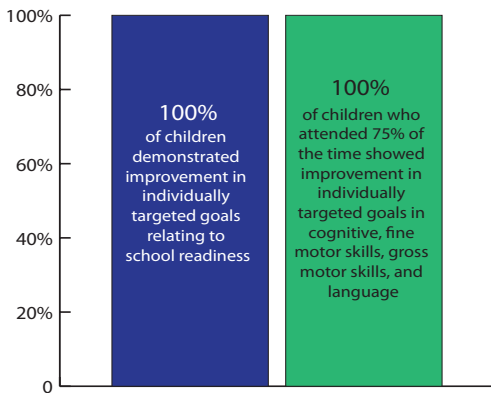 100%
80%
60%
40%
20%
0
100%
of children
demonstrated
improvement in
individually
targeted goals
relating to
school readiness
100%
of children who
attended 75% of
the time showed
improvement in
individually
targeted goals in
cognitive, fine
motor skills, gross
motor skills, and
language